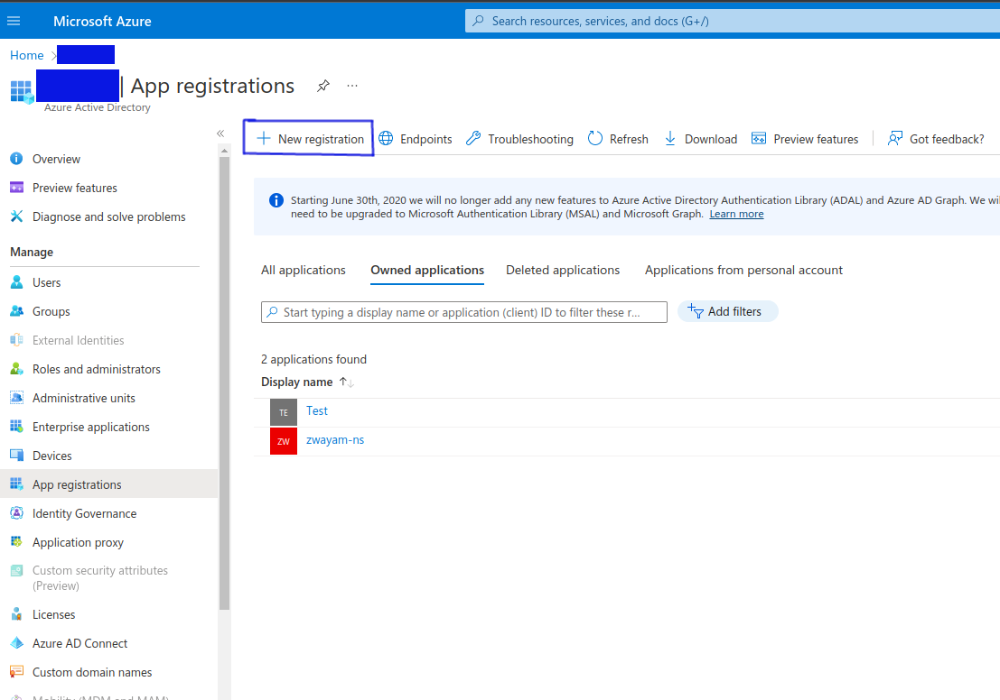 Microsoft Azure
Search resources, services, and docs (G+/)
Home
| App registrations
Azure Active Directory
New registration
Endpoints
Troubleshooting
Refresh
Download
Preview features
Got feedback?
Overview
Preview features
Diagnose and solve problems
Manage
Users
Groups
External Identities
Roles and administrators
Administrative units
Enterprise applications
Devices
App registrations
Identity Governance
Application proxy
Custom security attributes
(Preview)
Licenses
Azure AD Connect
Custom domain names
Mobility (MDM and MAM)
Starting June 30th, 2020 we will no longer add any new features to Azure Active Directory Authentication Library (ADAL) and Azure AD Graph. We wil
need to be upgraded to Microsoft Authentication Library (MSAL) and Microsoft Graph. Learn more
All applications
Owned applications
Deleted applications
Applications from personal account
Start typing a display name or application (client) ID to filter these r...
Add filters
2 applications found
Display name
TE
Test
ZW
zwayam-ns